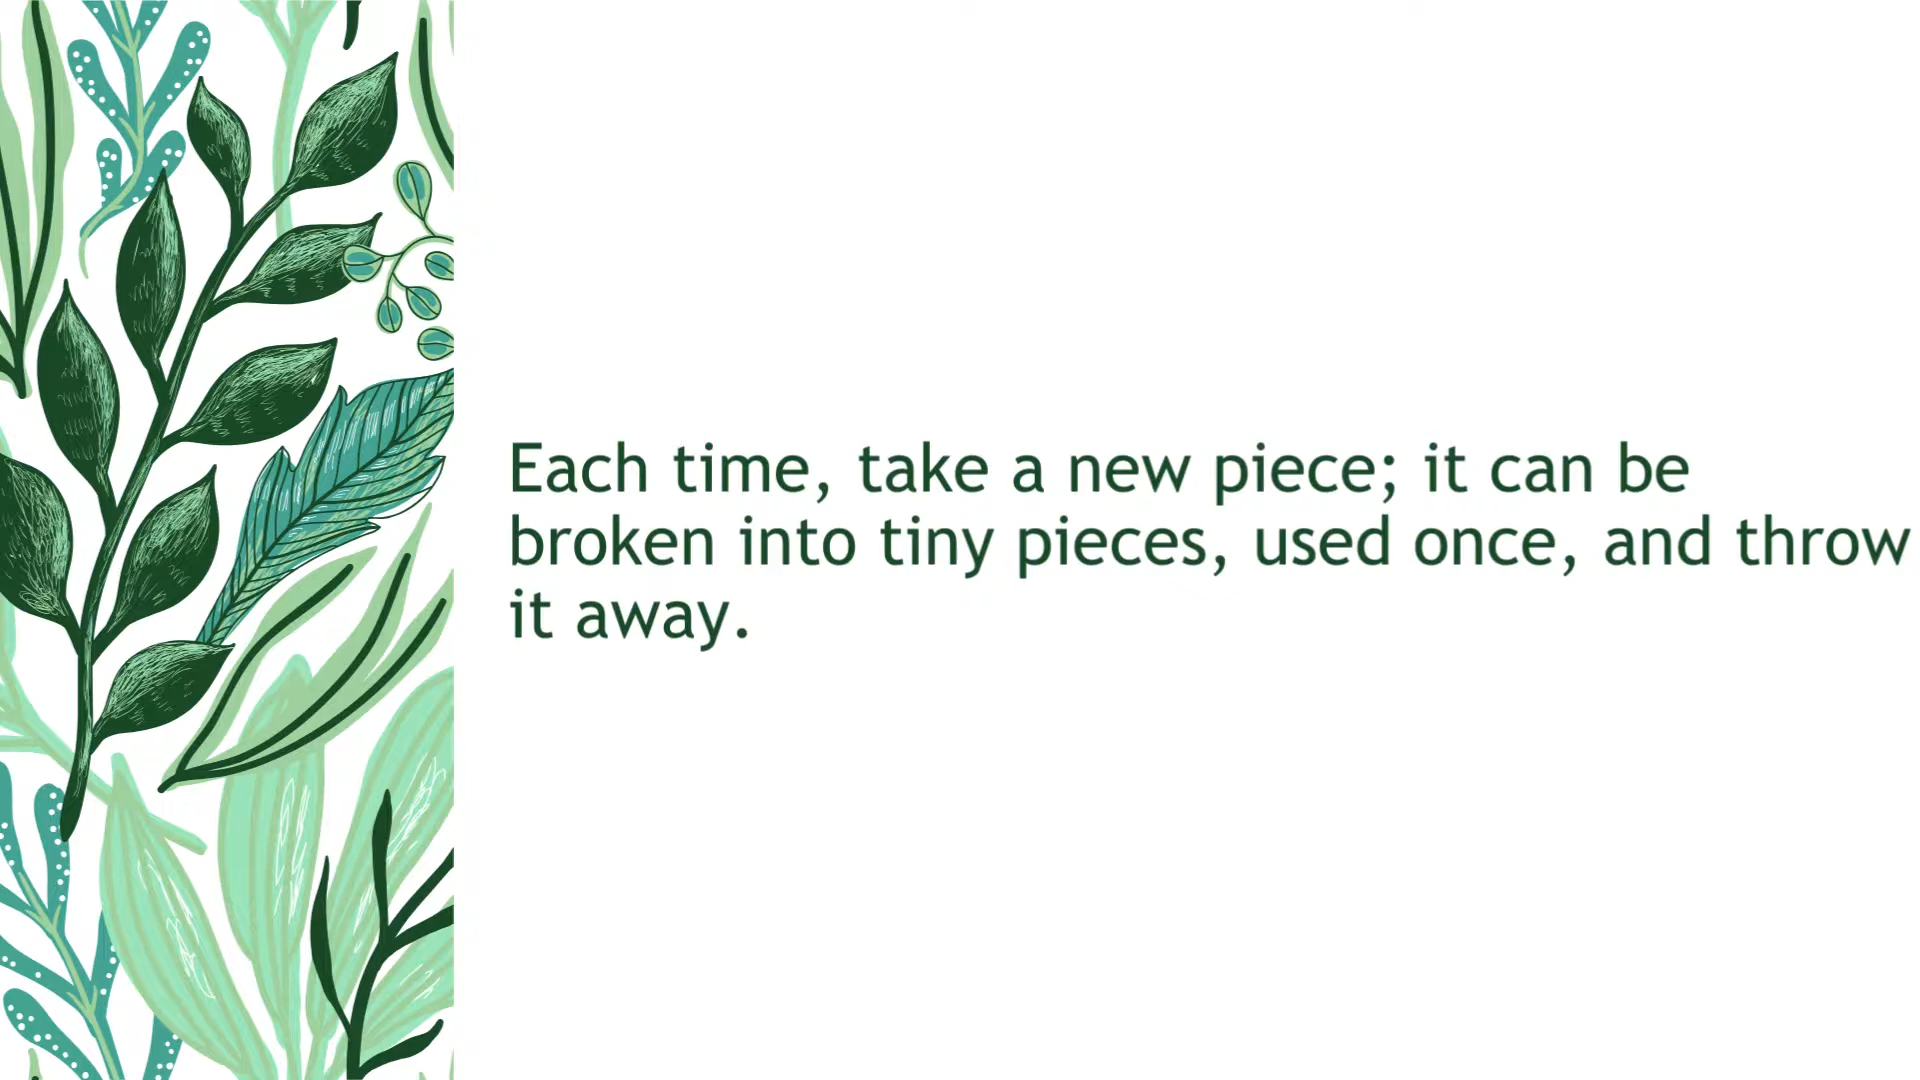 Each time, take a new piece; it can be
broken into tiny pieces, used once, and throw
it away.